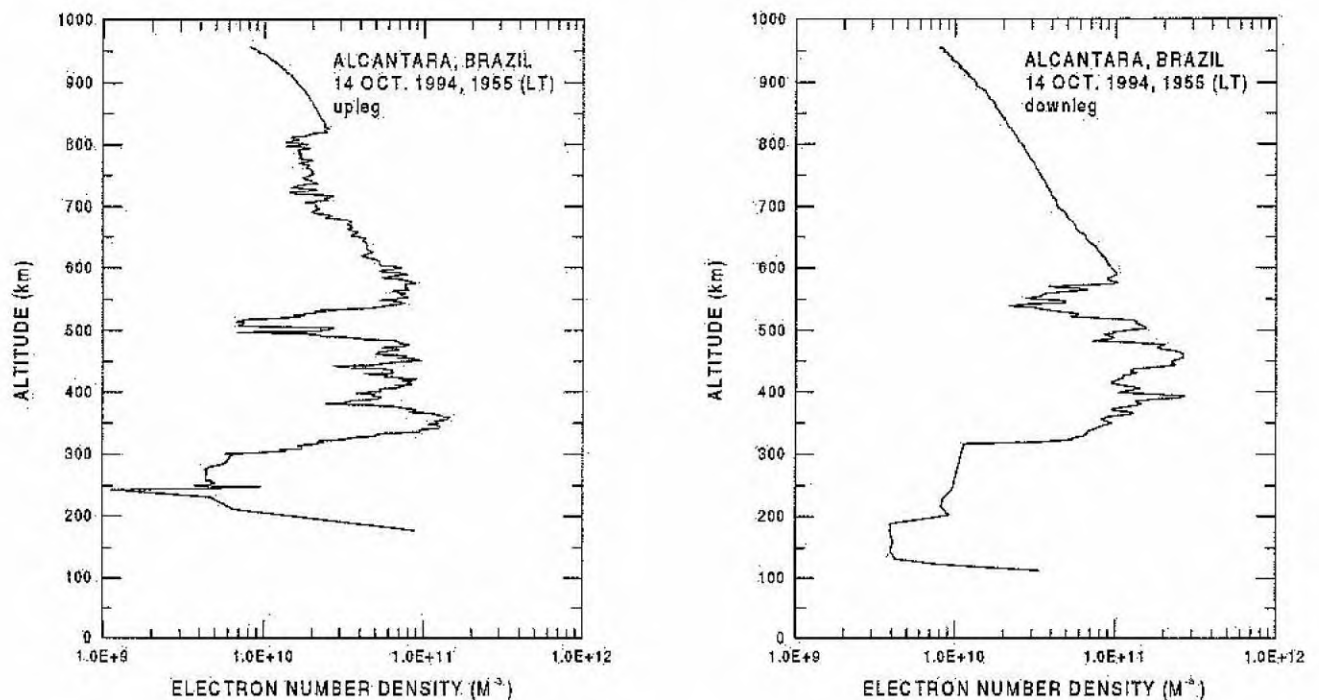 1000
900
800
700
600
500
400
300
200
100
0
ALTITUDE (km)
ALCANTARA, BRAZIL
14 OCT. 1994, 1955 (LT)
upleg
1.0E+9 1.0E+10 1.0E+11 1.0E+12
ELECTRON NUMBER DENSITY (M⁻³)
1000
900
800
700
600
500
400
300
200
100
0
ALTITUDE (km)
ALCANTARA, BRAZIL
14 OCT. 1994, 1955 (LT)
downleg
1.0E+9 1.0E+10 1.0E+11 1.0E+12
ELECTRON NUMBER DENSITY (M⁻³)